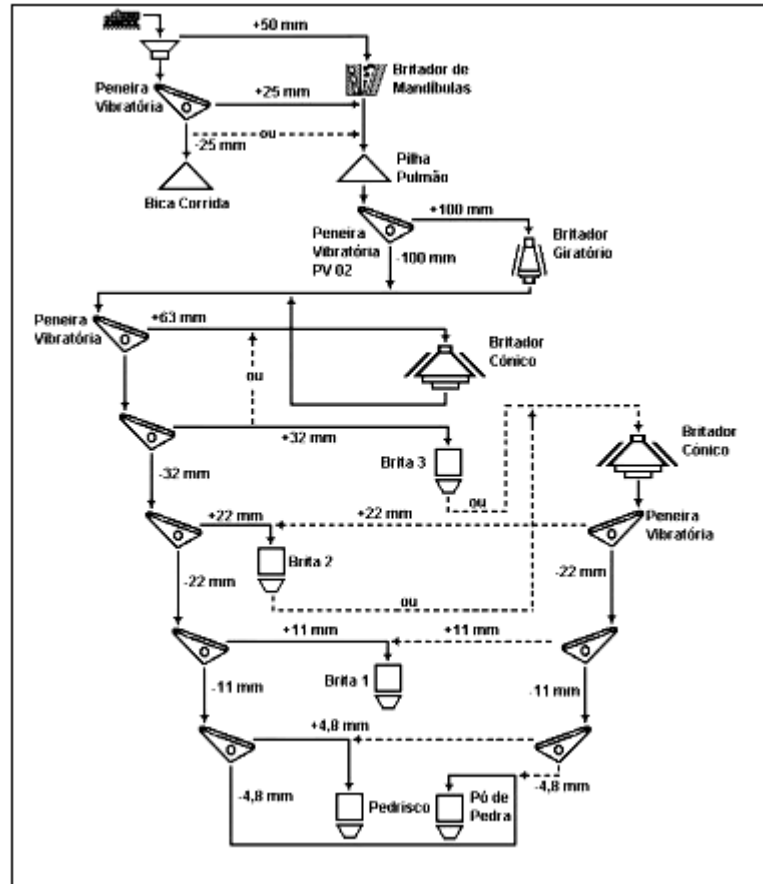 +50 mm
Britador de
Mandíbulas
Peneira
Vibratória
+25 mm
ou
-25 mm
Bica Corrida
Pilha
Pulmão
+100 mm
Peneira
Vibratória
PV 02
-100 mm
Britador
Giratório
Peneira
Vibratória
+63 mm
Britador
Cónico
ou
+32 mm
Brita 3
ou
Britador
Cónico
-32 mm
+22 mm
+22 mm
Peneira
Vibratória
Brita 2
-22 mm
ou
-22 mm
+11 mm
+11 mm
Brita 1
-11 mm
-11 mm
+4,8 mm
-4,8 mm
Pedrisco
Pó de
Pedra
-4,8 mm